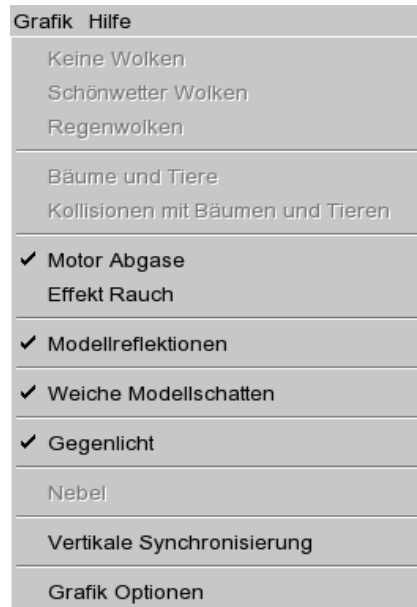 Grafik Hilfe
Keine Wolken
Schönwetter Wolken
Regenwolken
Bäume und Tiere
Kollisionen mit Bäumen und Tieren
Motor Abgase
Effekt Rauch
Modellreflektionen
Weiche Modellschatten
Gegenlicht
Nebel
Vertikale Synchronisierung
Grafik Optionen